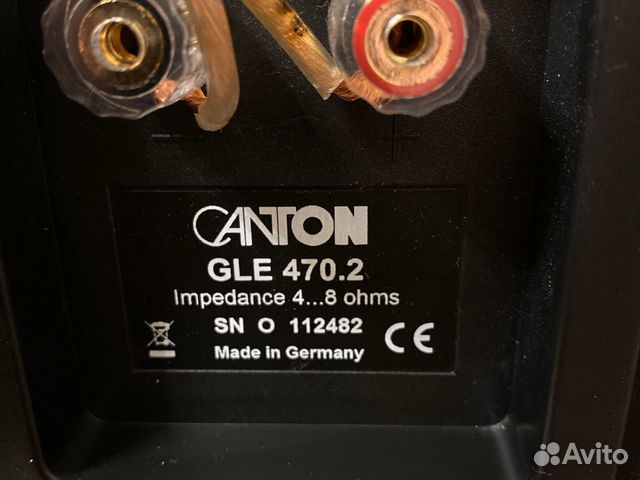 - +
CANTON
GLE 470.2
Impedance 4...8 ohms
SN O 112482
Made in Germany
CE
Avito